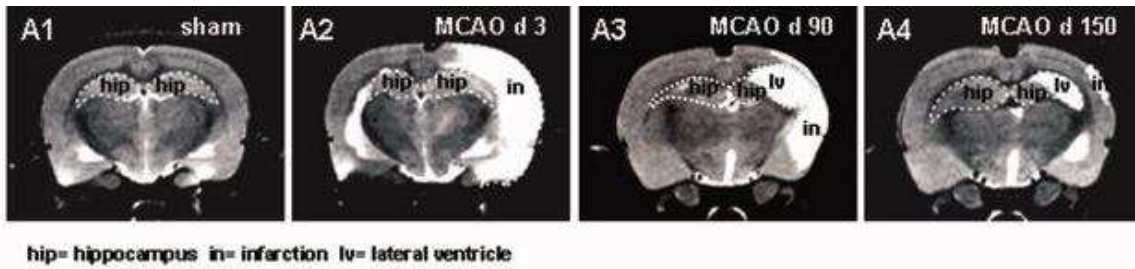 A1 sham
hip hip
A2 MCAO d 3
hip hip in
A3 MCAO d 90
hip hip lv in
A4 MCAO d 150
hip hip lv in
hip= hippocampus in= infarction lv= lateral ventricle